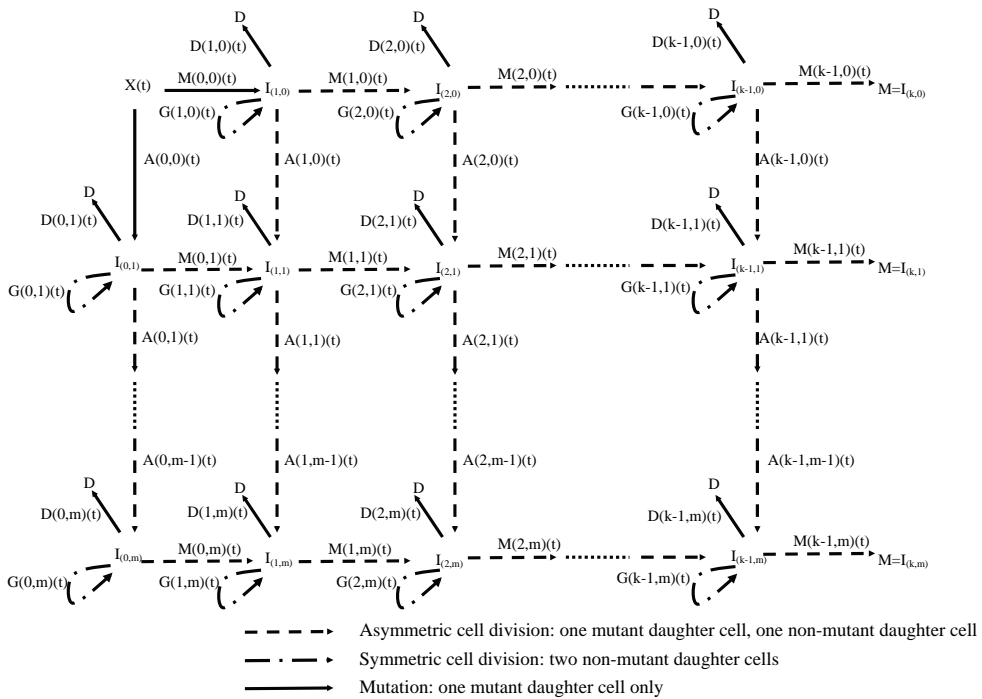 D D D D
D(1,0)(t) D(2,0)(t) D(k-1,0)(t)
X(t) M(0,0)(t) I(1,0) M(1,0)(t) I(2,0) M(2,0)(t) I(k-1,0) M(k-1,0)(t) M=I(k,0)
G(1,0)(t) G(2,0)(t) G(k-1,0)(t)
A(0,0)(t) A(1,0)(t) A(2,0)(t) A(k-1,0)(t)
D D D D
D(0,1)(t) D(1,1)(t) D(2,1)(t) D(k-1,1)(t)
I(0,1) M(0,1)(t) I(1,1) M(1,1)(t) I(2,1) M(2,1)(t) I(k-1,1) M(k-1,1)(t) M=I(k,1)
G(0,1)(t) G(1,1)(t) G(2,1)(t) G(k-1,1)(t)
A(0,1)(t) A(1,1)(t) A(2,1)(t) A(k-1,1)(t)
A(0,m-1)(t) A(1,m-1)(t) A(2,m-1)(t) A(k-1,m-1)(t)
D D D D
D(0,m)(t) D(1,m)(t) D(2,m)(t) D(k-1,m)(t)
I(0,m) M(0,m)(t) I(1,m) M(1,m)(t) I(2,m) M(2,m)(t) I(k-1,m) M(k-1,m)(t) M=I(k,m)
G(0,m)(t) G(1,m)(t) G(2,m)(t) G(k-1,m)(t)
Asymmetric cell division: one mutant daughter cell, one non-mutant daughter cell
Symmetric cell division: two non-mutant daughter cells
Mutation: one mutant daughter cell only